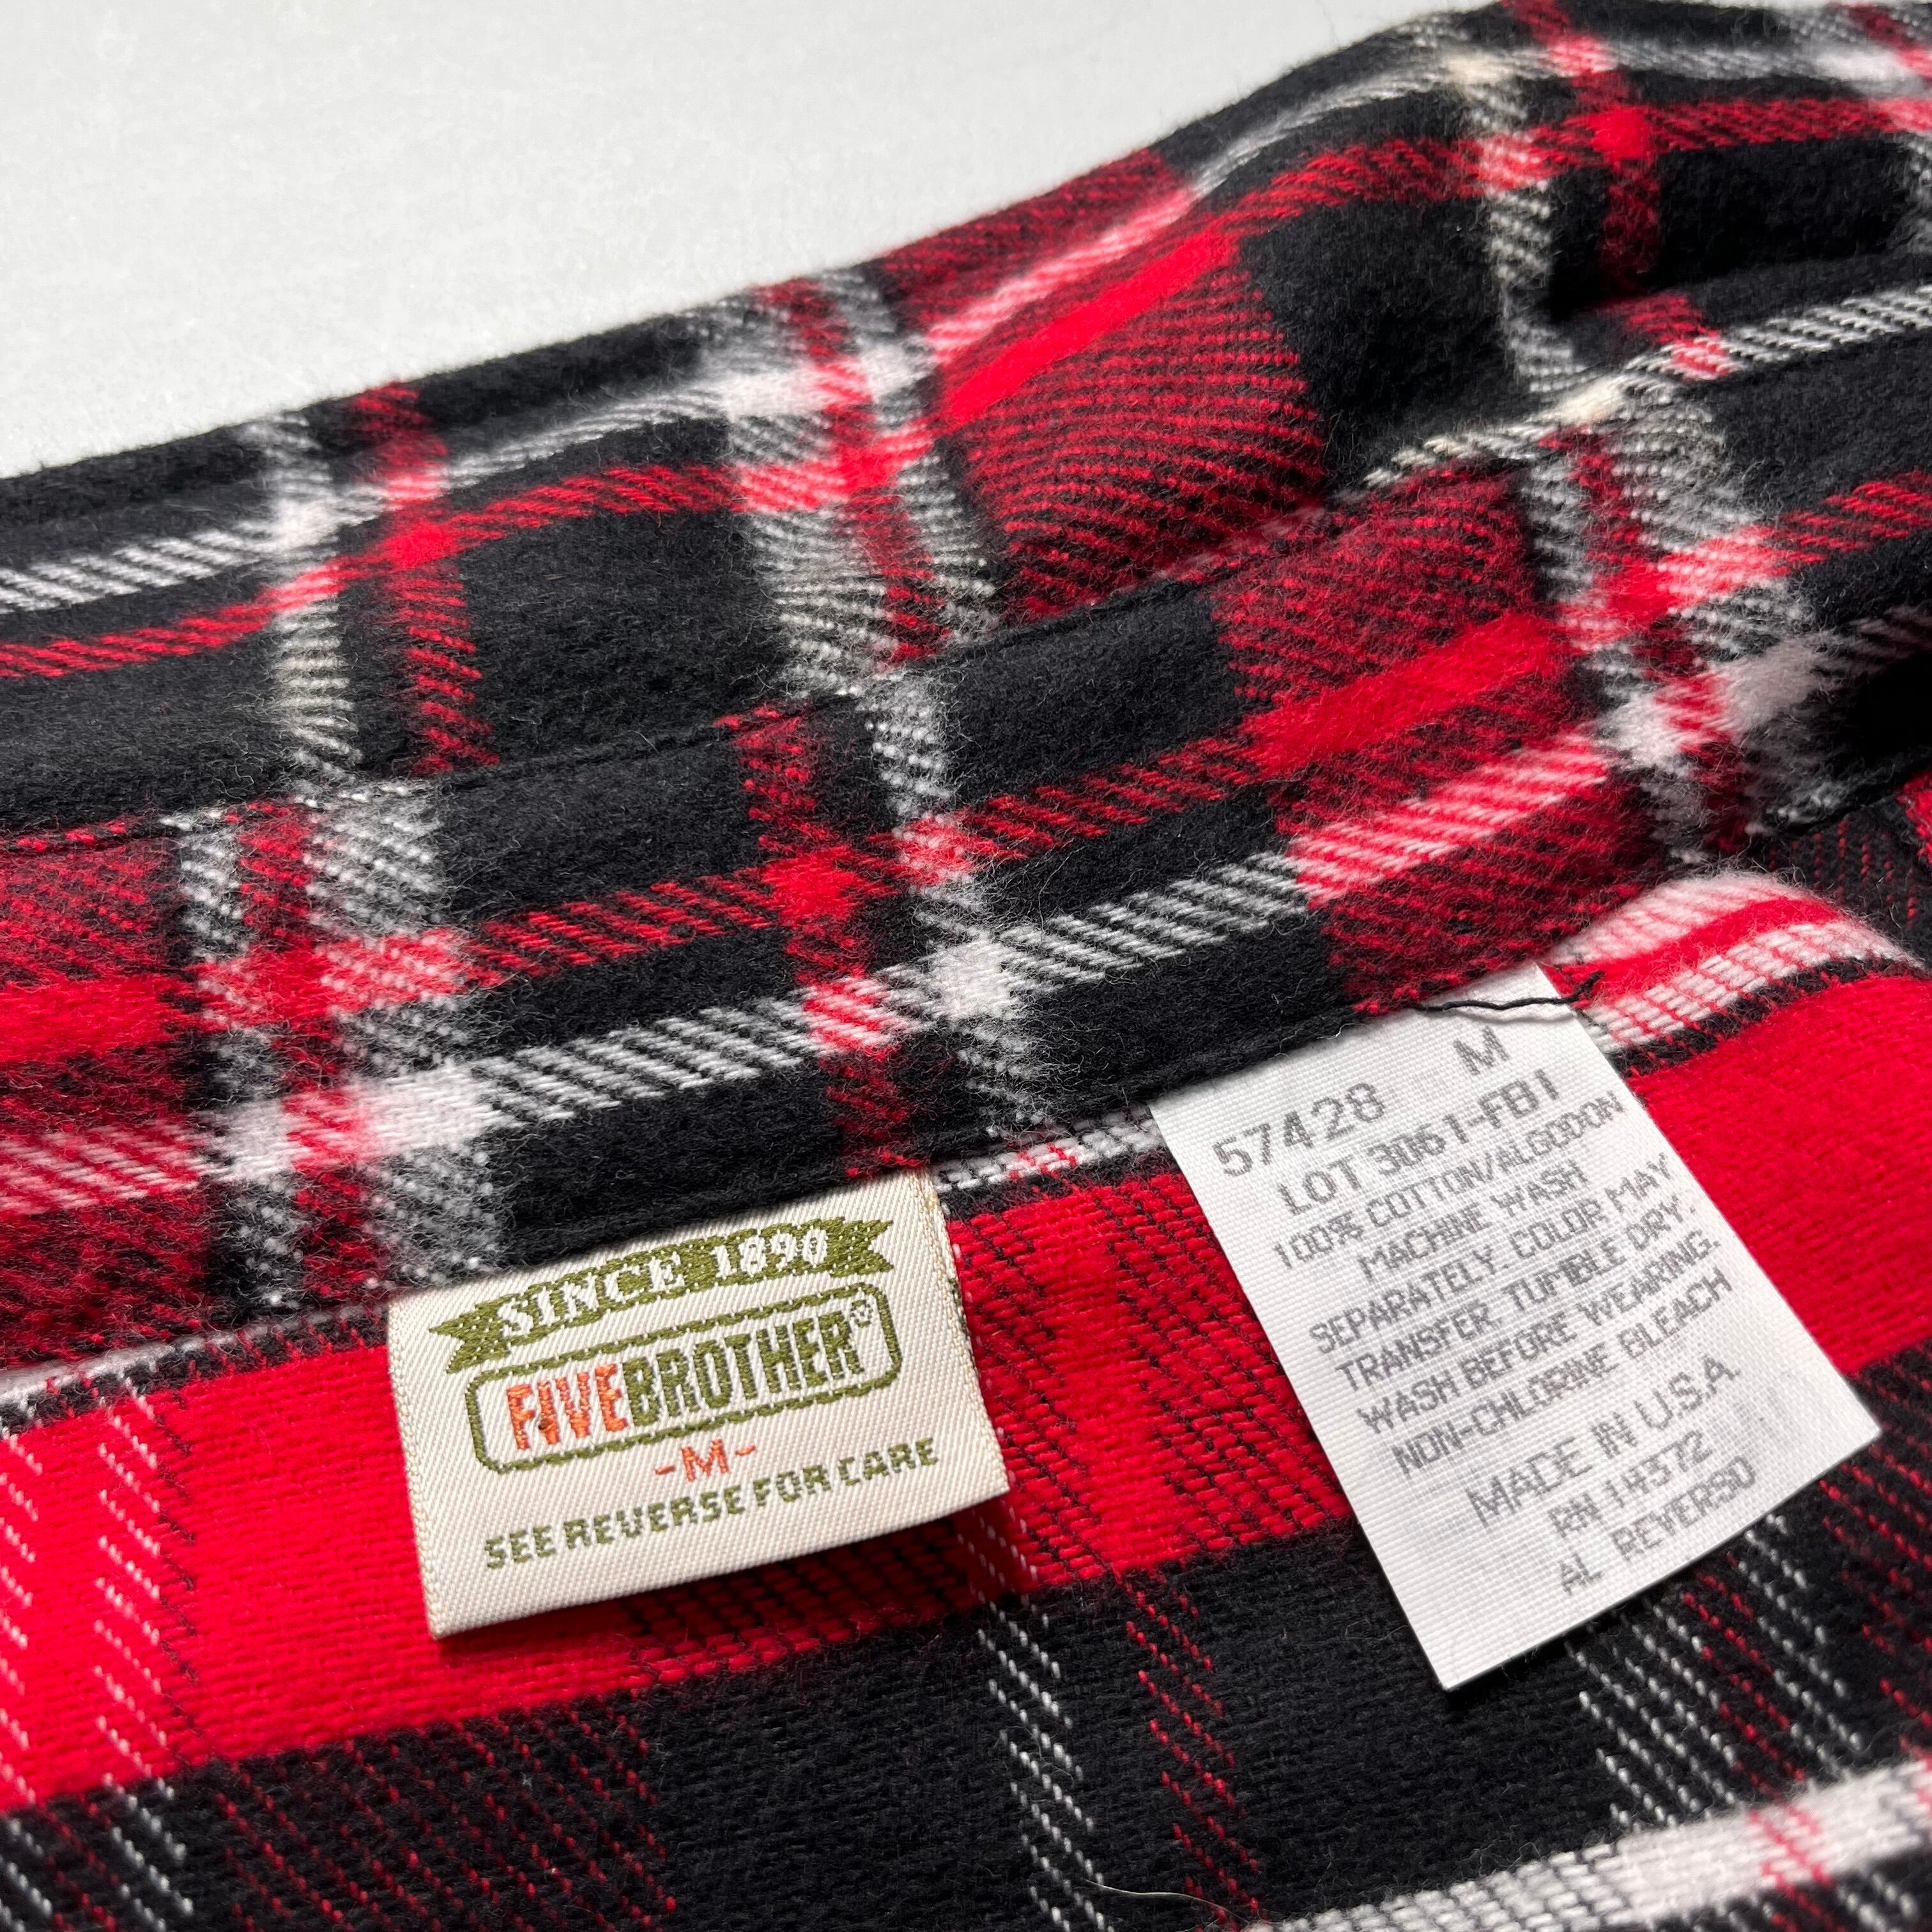 SINCE 1890
FIVEBROTHER®
-M-
SEE REVERSE FOR CARE
57428 M
LOT 3061-FB1
100% COTTON/ALGODON
MACHINE WASH
SEPARATELY. COLOR MAY
TRANSFER. TUMBLE DRY.
WASH BEFORE WEARING.
NON-CHLORINE BLEACH
MADE IN U.S.A.
RN 14372
AL REVERSO